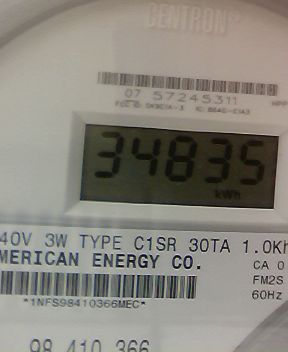 CENTRON®
07 57245311
34835
kWh
40V 3W TYPE C1SR 30TA 1.0Kh
MERICAN ENERGY CO.
CA 0
FM2S
*1NFS98410366MEC*
60Hz
98 410 366